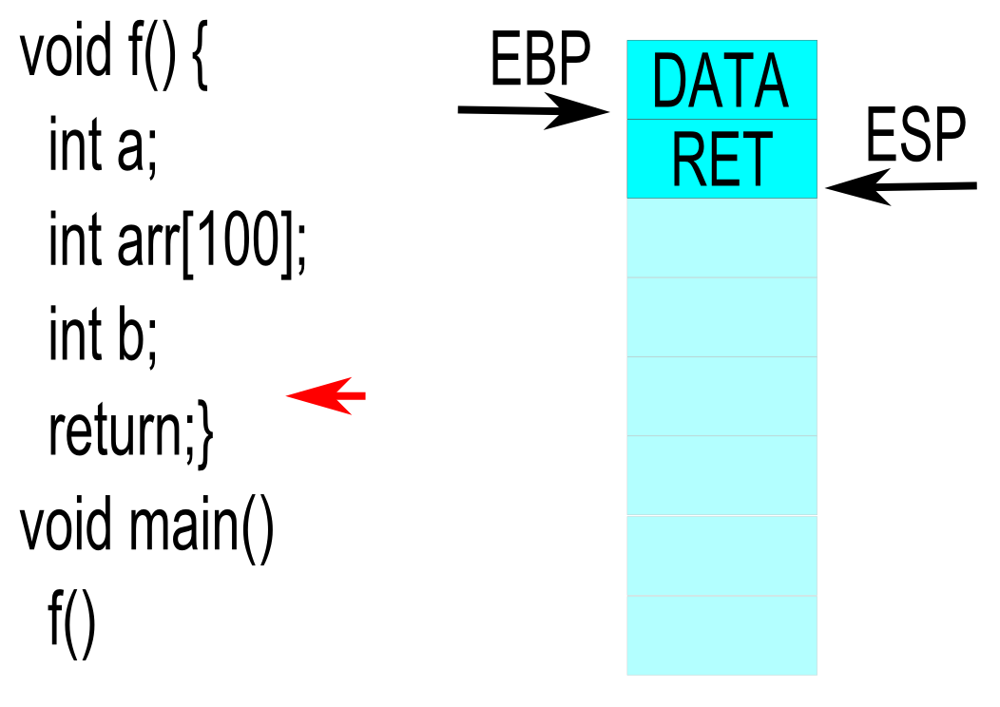 void f() {
int a;
int arr[100];
int b;
return;}
void main()
f()
EBP
DATA
RET
ESP